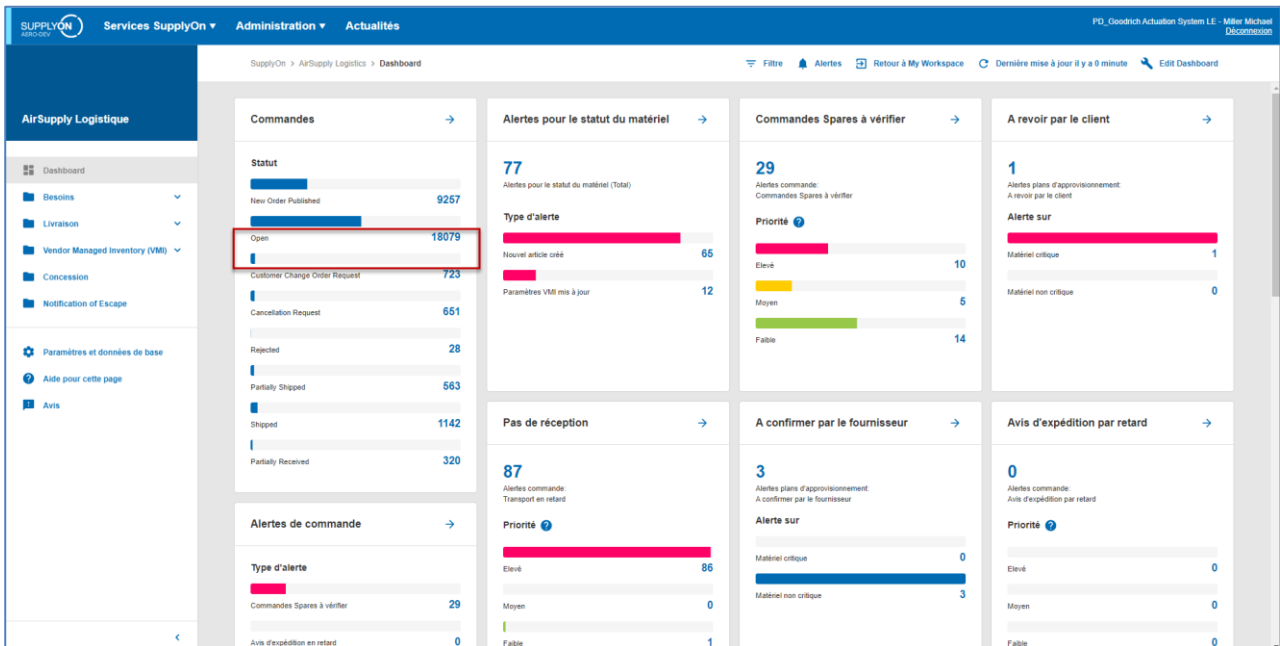 SUPPLYON
AERO-DEV
Services SupplyOn ▾ Administration ▾ Actualités
PD_Goodrich Actuation System LE - Miller Michael
Déconnexion
SupplyOn > AirSupply Logistics > Dashboard
Filtre Alertes Retour à My Workspace Dernière mise à jour il y a 0 minute Edit Dashboard
AirSupply Logistique
Dashboard
Besoins
Livraison
Vendor Managed Inventory (VMI)
Concession
Notification of Escape
Paramètres et données de base
Aide pour cette page
Avis
Commandes →
Statut
New Order Published 9257
Open 18079
Customer Change Order Request 723
Cancellation Request 651
Rejected 28
Partially Shipped 563
Shipped 1142
Partially Received 320
Alertes de commande →
Type d'alerte
Commandes Spares à vérifier 29
Avis d'expédition en retard 0
Alertes pour le statut du matériel →
77
Alertes pour le statut du matériel (Total)
Type d'alerte
Nouvel article créé 65
Paramètres VMI mis à jour 12
Pas de réception →
87
Alertes commande:
Transport en retard
Priorité ?
Elevé 86
Moyen 0
Faible 1
Commandes Spares à vérifier →
29
Alertes commande:
Commandes Spares à vérifier
Priorité ?
Elevé 10
Moyen 5
Faible 14
A confirmer par le fournisseur →
3
Alertes plans d'approvisionnement:
A confirmer par le fournisseur
Alerte sur
Matériel critique 0
Matériel non critique 3
A revoir par le client →
1
Alertes plans d'approvisionnement:
A revoir par le client
Alerte sur
Matériel critique 1
Matériel non critique 0
Avis d'expédition par retard →
0
Alertes commande:
Avis d'expédition par retard
Priorité ?
Elevé 0
Moyen 0
Faible 0